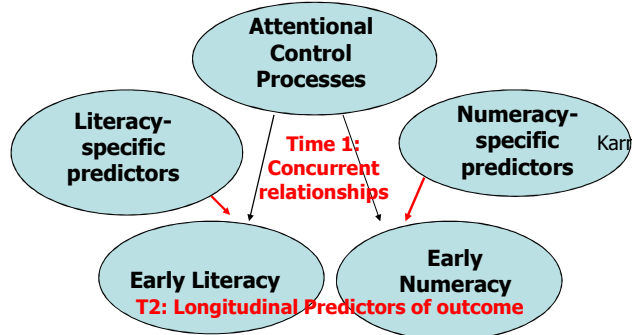 Attentional
Control
Processes
Literacy-
specific
predictors
Time 1:
Concurrent
relationships
Numeracy-
specific
predictors
Karr
Early Literacy
Early
Numeracy
T2: Longitudinal Predictors of outcome